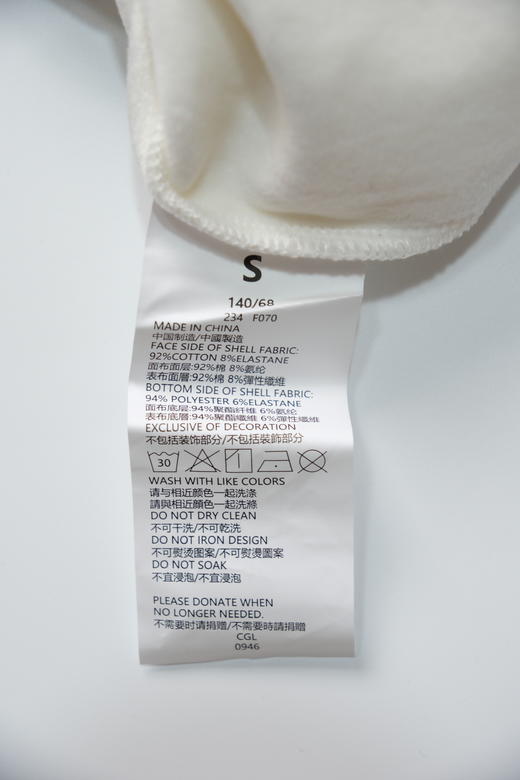 S
140/68
234 F070
MADE IN CHINA
中国制造/中國製造
FACE SIDE OF SHELL FABRIC:
92%COTTON 8%ELASTANE
面布面层:92%棉 8%氨纶
表布面層:92%棉 8%彈性纖維
BOTTOM SIDE OF SHELL FABRIC:
94% POLYESTER 6%ELASTANE
面布底层:94%聚酯纤维 6%氨纶
表布底層:94%聚酯纖維 6%彈性纖維
EXCLUSIVE OF DECORATION
不包括装饰部分/不包括裝飾部分
30
WASH WITH LIKE COLORS
请与相近颜色一起洗涤
請與相近顏色一起洗滌
DO NOT DRY CLEAN
不可干洗/不可乾洗
DO NOT IRON DESIGN
不可熨烫图案/不可熨燙圖案
DO NOT SOAK
不宜浸泡/不宜浸泡
PLEASE DONATE WHEN
NO LONGER NEEDED.
不需要时请捐赠/不需要時請捐贈
CGL
0946